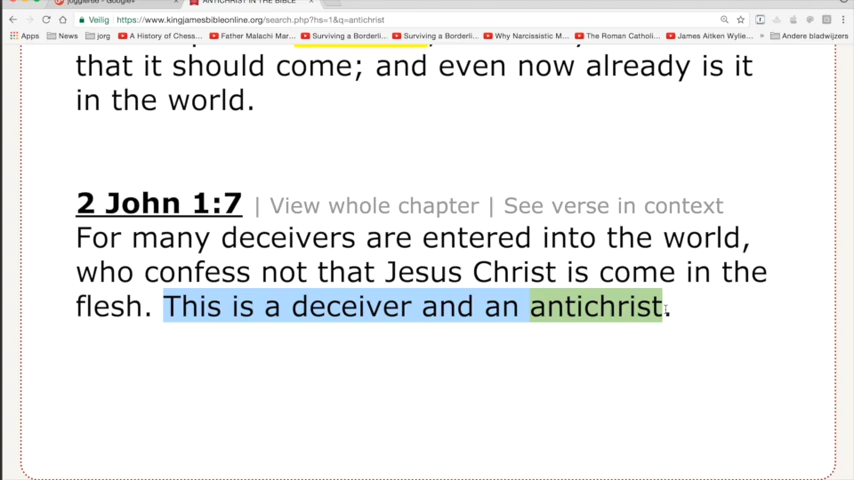 ANTICHRIST IN THE BIBLE
Veilig https://www.kingjamesbibleonline.org/search.php?hs=1&q=antichrist
Apps News jorg A History of Chess... Father Malachi Mar... Surviving a Borderli... Surviving a Borderli... Why Narcissistic M... The Roman Catholi... James Aitken Wylie... » Andere bladwijzers
that it should come; and even now already is it
in the world.
2 John 1:7 | View whole chapter | See verse in context
For many deceivers are entered into the world,
who confess not that Jesus Christ is come in the
flesh. This is a deceiver and an antichrist.